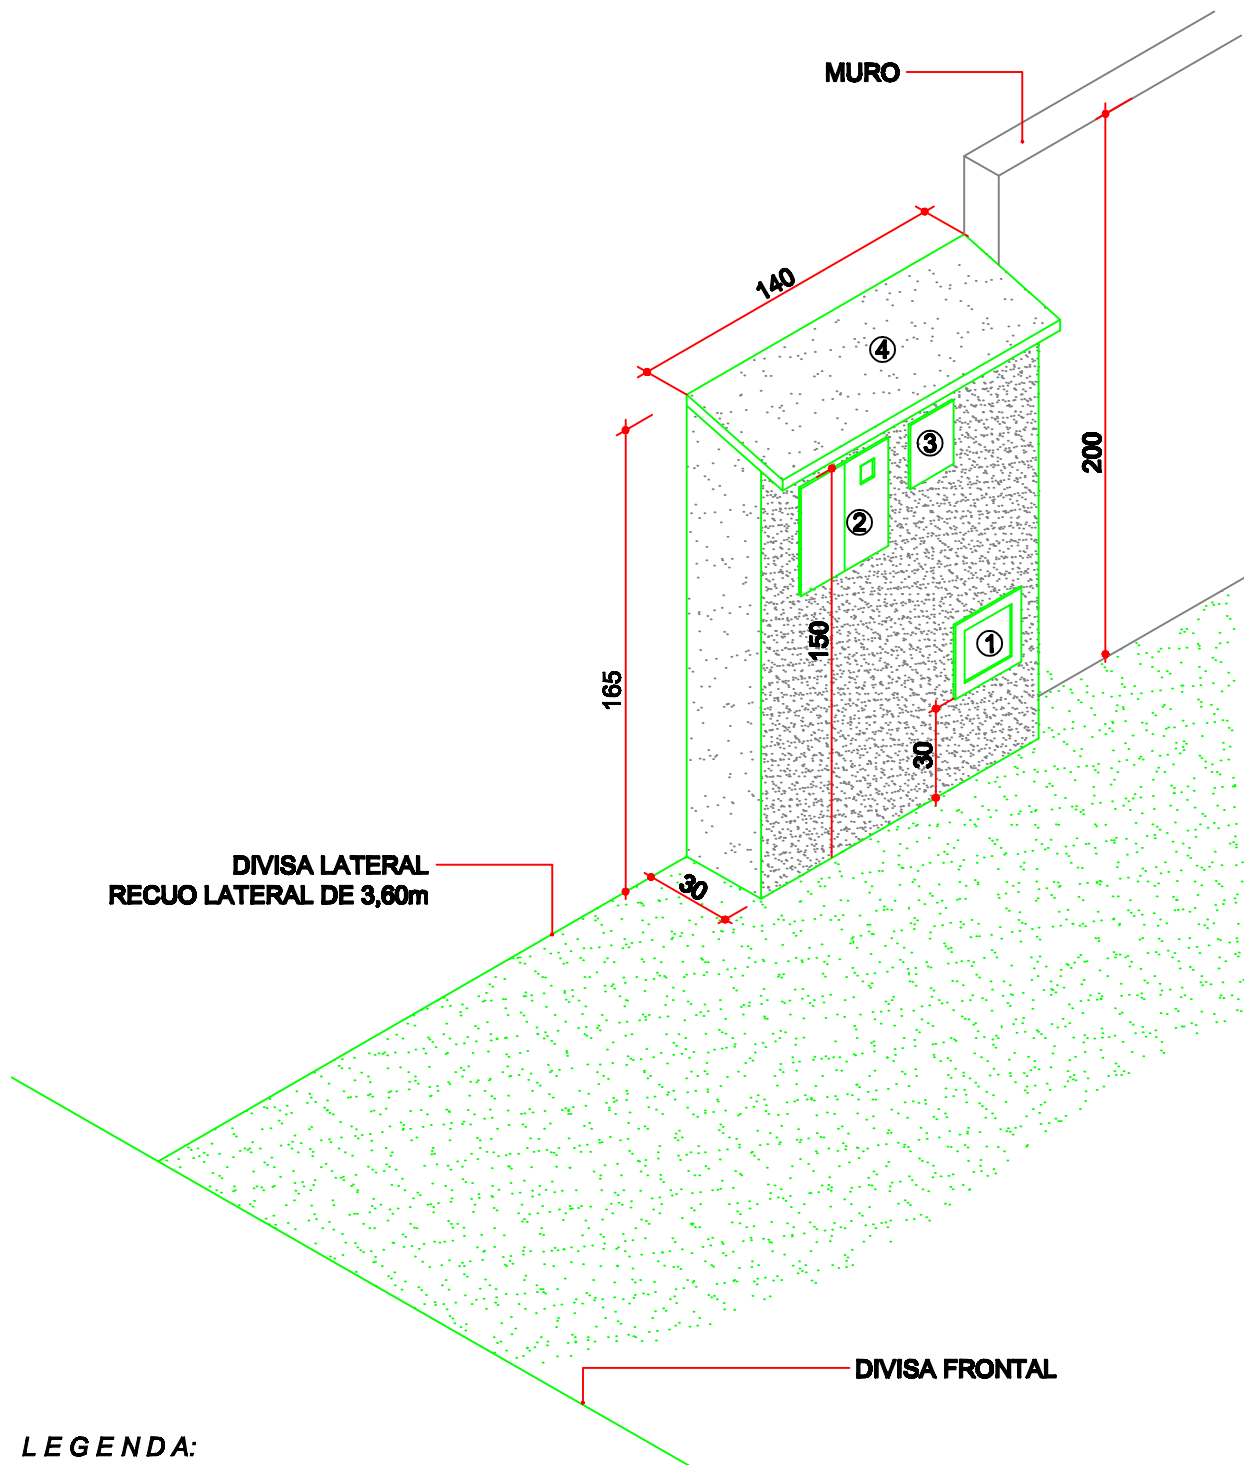 MURO
140
④
③
200
②
①
150
165
30
30
DIVISA LATERAL
RECUO LATERAL DE 3,60m
DIVISA FRONTAL
LEGENDA: